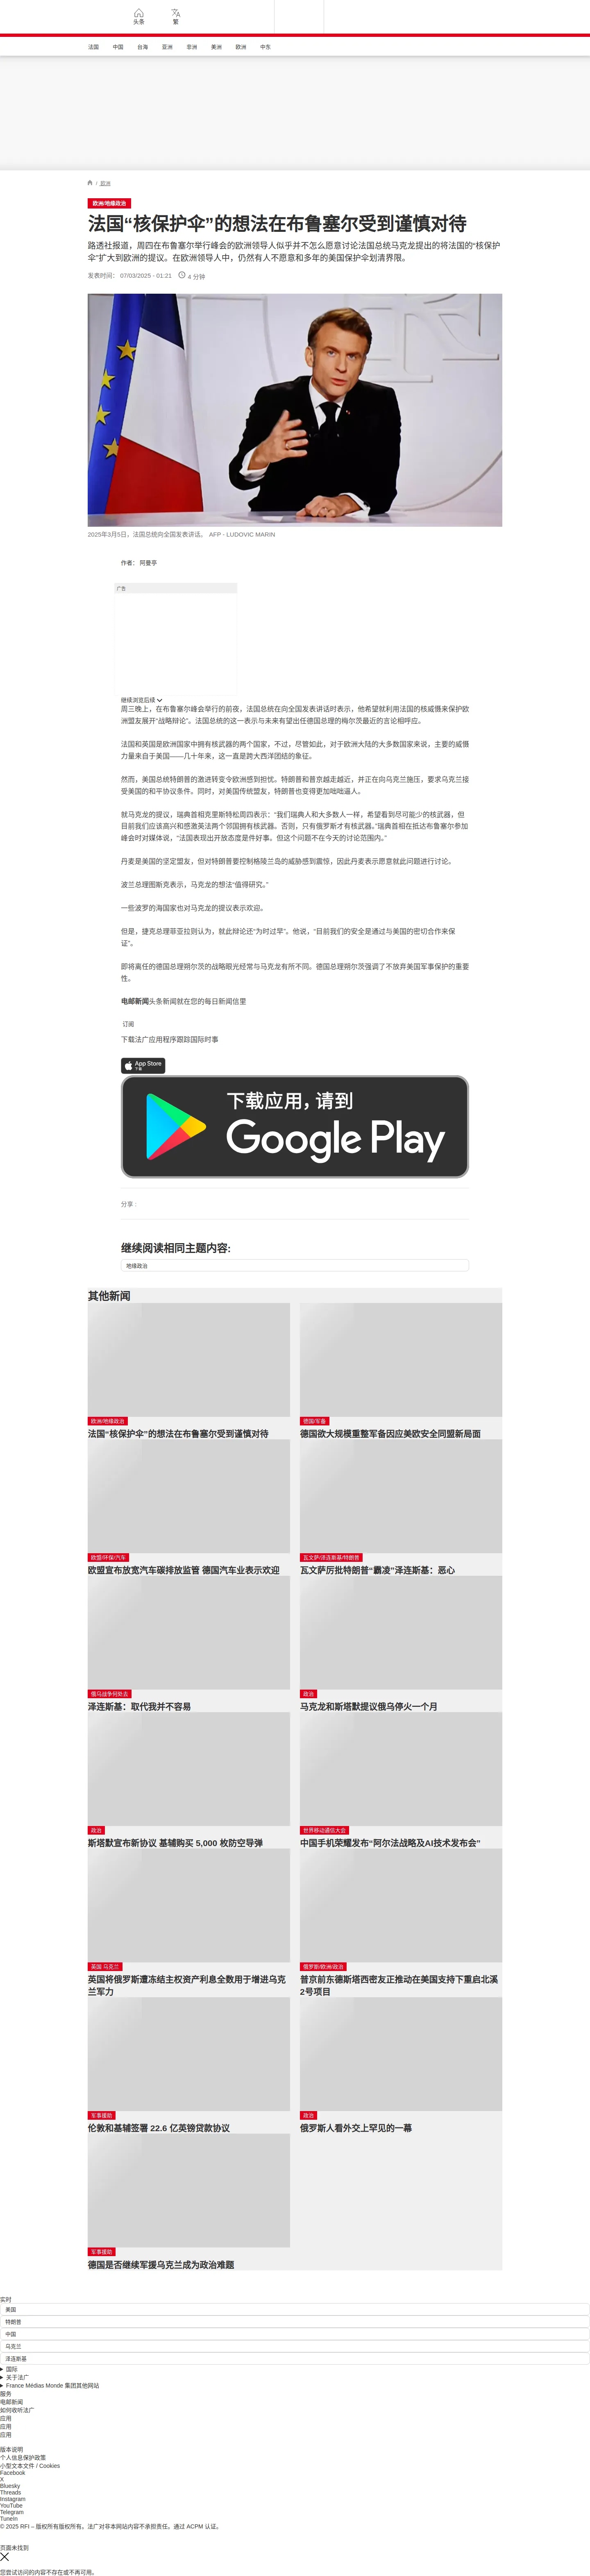 头条
繁
法国
中国
台海
亚洲
非洲
美洲
欧洲
中东
/ 欧洲
欧洲/地缘政治
法国“核保护伞”的想法在布鲁塞尔受到谨慎对待
路透社报道，周四在布鲁塞尔举行峰会的欧洲领导人似乎并不怎么愿意讨论法国总统马克龙提出的将法国的“核保护
伞”扩大到欧洲的提议。在欧洲领导人中，仍然有人不愿意和多年的美国保护伞划清界限。
发表时间： 07/03/2025 - 01:21
4 分钟
2025年3月5日，法国总统向全国发表讲话。 AFP - LUDOVIC MARIN
作者： 阿曼亭
广告
继续浏览后续
周三晚上，在布鲁塞尔峰会举行的前夜，法国总统在向全国发表讲话时表示，他希望就利用法国的核威慑来保护欧
洲盟友展开“战略辩论”。法国总统的这一表示与未来有望出任德国总理的梅尔茨最近的言论相呼应。
法国和英国是欧洲国家中拥有核武器的两个国家，不过，尽管如此，对于欧洲大陆的大多数国家来说，主要的威慑
力量来自于美国——几十年来，这一直是跨大西洋团结的象征。
然而，美国总统特朗普的激进转变令欧洲感到担忧。特朗普和普京越走越近，并正在向乌克兰施压，要求乌克兰接
受美国的和平协议条件。同时，对美国传统盟友，特朗普也变得更加咄咄逼人。
就马克龙的提议，瑞典首相克里斯特松周四表示：“我们瑞典人和大多数人一样，希望看到尽可能少的核武器，但
目前我们应该高兴和感激英法两个邻国拥有核武器。否则，只有俄罗斯才有核武器。”瑞典首相在抵达布鲁塞尔参加
峰会时对媒体说，“法国表现出开放态度是件好事。但这个问题不在今天的讨论范围内。”
丹麦是美国的坚定盟友，但对特朗普要控制格陵兰岛的威胁感到震惊，因此丹麦表示愿意就此问题进行讨论。
波兰总理图斯克表示，马克龙的想法“值得研究。”
一些波罗的海国家也对马克龙的提议表示欢迎。
但是，捷克总理菲亚拉则认为，就此辩论还“为时过早”。他说，“目前我们的安全是通过与美国的密切合作来保
证”。
即将离任的德国总理朔尔茨的战略眼光经常与马克龙有所不同。德国总理朔尔茨强调了不放弃美国军事保护的重要
性。
电邮新闻头条新闻就在您的每日新闻信里
订阅
下载法广应用程序跟踪国际时事
App Store
下载
下载应用，请到
Google Play
分享 :
继续阅读相同主题内容:
地缘政治
其他新闻
欧洲/地缘政治
法国“核保护伞”的想法在布鲁塞尔受到谨慎对待
德国/军备
德国欲大规模重整军备因应美欧安全同盟新局面
欧盟/环保/汽车
欧盟宣布放宽汽车碳排放监管 德国汽车业表示欢迎
瓦文萨/泽连斯基/特朗普
瓦文萨厉批特朗普“霸凌”泽连斯基：恶心
俄乌战争何处去
泽连斯基：取代我并不容易
政治
马克龙和斯塔默提议俄乌停火一个月
政治
斯塔默宣布新协议 基辅购买 5,000 枚防空导弹
世界移动通信大会
中国手机荣耀发布“阿尔法战略及AI技术发布会”
英国 乌克兰
英国将俄罗斯遭冻结主权资产利息全数用于增进乌克
兰军力
俄罗斯/欧洲/政治
普京前东德斯塔西密友正推动在美国支持下重启北溪
2号项目
军事援助
伦敦和基辅签署 22.6 亿英镑贷款协议
政治
俄罗斯人看外交上罕见的一幕
军事援助
德国是否继续军援乌克兰成为政治难题
实时
美国
特朗普
中国
乌克兰
泽连斯基
国际
关于法广
France Médias Monde 集团其他网站
服务
电邮新闻
如何收听法广
应用
应用
应用
版本说明
个人信息保护政策
小型文本文件 / Cookies
Facebook
X
Bluesky
Threads
Instagram
YouTube
Telegram
TuneIn
© 2025 RFI – 版权所有版权所有。法广对非本网站内容不承担责任。通过 ACPM 认证。
页面未找到
您尝试访问的内容不存在或不再可用。